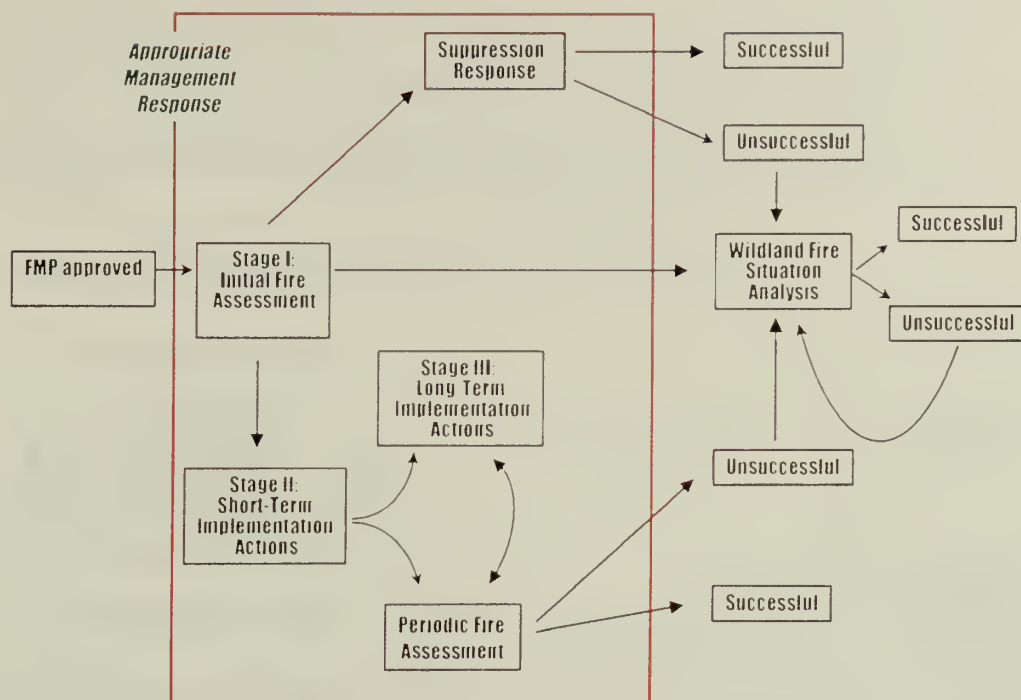 Appropriate
Management
Response
Suppression
Response
Successful
Unsuccessful
FMP approved
Stage I:
Initial Fire
Assessment
Wildland Fire
Situation
Analysis
Successful
Unsuccessful
Stage III:
Long Term
Implementation
Actions
Stage II:
Short-Term
Implementation
Actions
Unsuccessful
Periodic Fire
Assessment
Successful